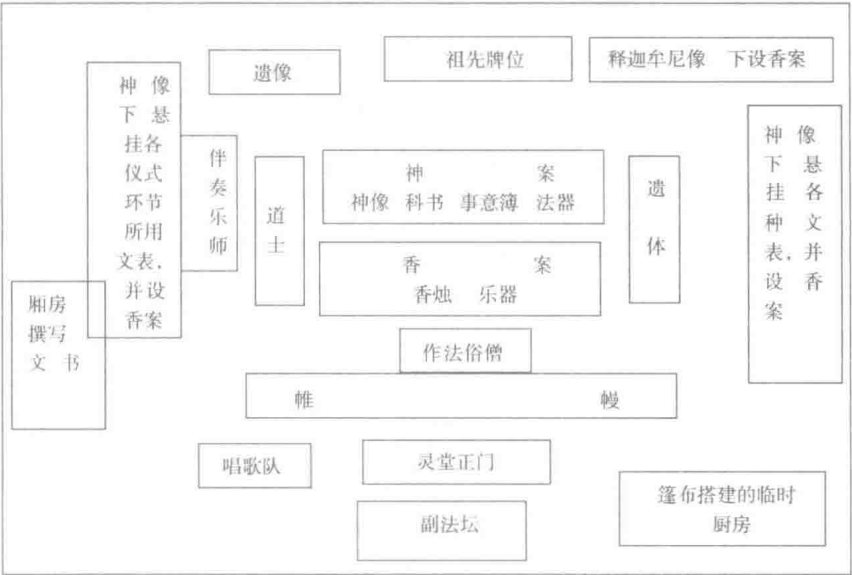 遗像
祖先牌位
释迦牟尼像 下设香案
神 像
下 悬
挂各
仪式
环节
所用
文表，
并设
香案
伴
奏
乐
师
道
士
神 案
神像 科书 事意簿 法器
香 案
香烛 乐器
遗
体
神 像
下 悬
挂 各
种 文
表，并
设 香
案
厢房
撰写
文 书
作法俗僧
帷 幔
唱歌队
灵堂正门
副法坛
篷布搭建的临时
厨房